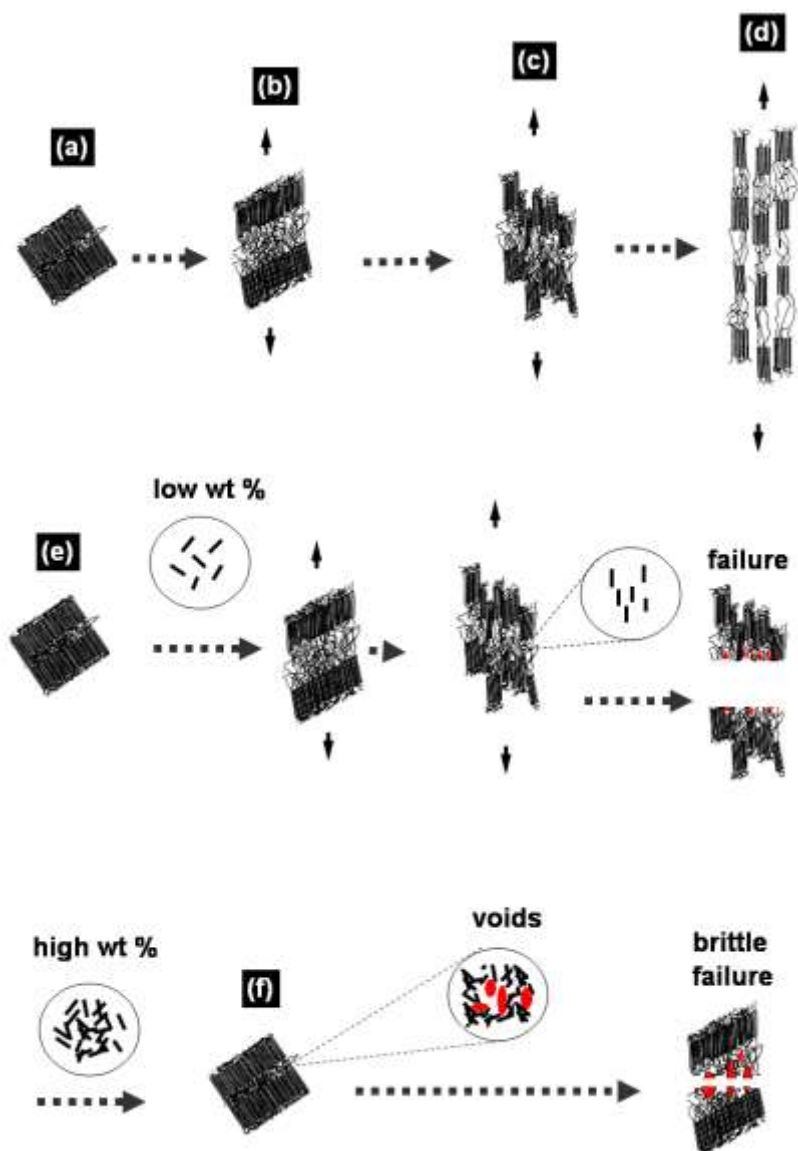 (d)
(c)
(b)
(a)
low wt %
(e)
failure
voids
high wt %
brittle
failure
(f)